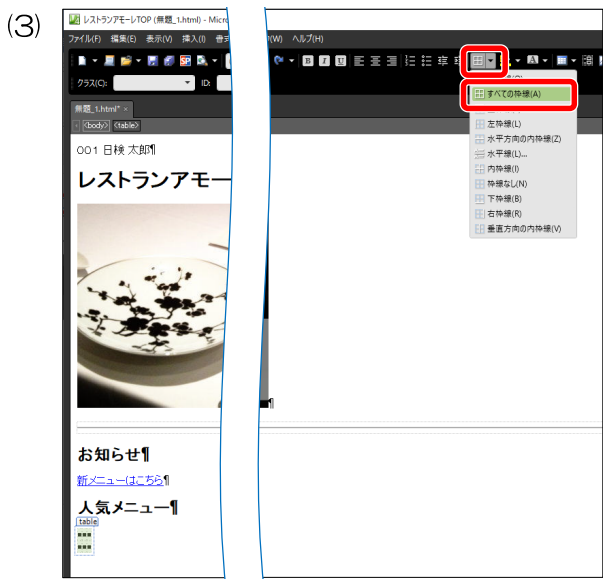 (3)
レストランアモーレTOP (無題_1.html) - Micr
ファイル(F) 編集(E) 表示(V) 挿入(I) 書式 (W) ヘルプ(H)
クラス(C): ID:
すべての枠線(A)
無題_1.html* ×
<body> <table>
左枠線(L)
水平方向の内枠線(Z)
水平線(L)...
内枠線(I)
枠線なし(N)
下枠線(B)
右枠線(R)
垂直方向の内枠線(V)
001 日検 太郎¶
レストランアモー
¶
お知らせ¶
新メニューはこちら¶
人気メニュー¶
table